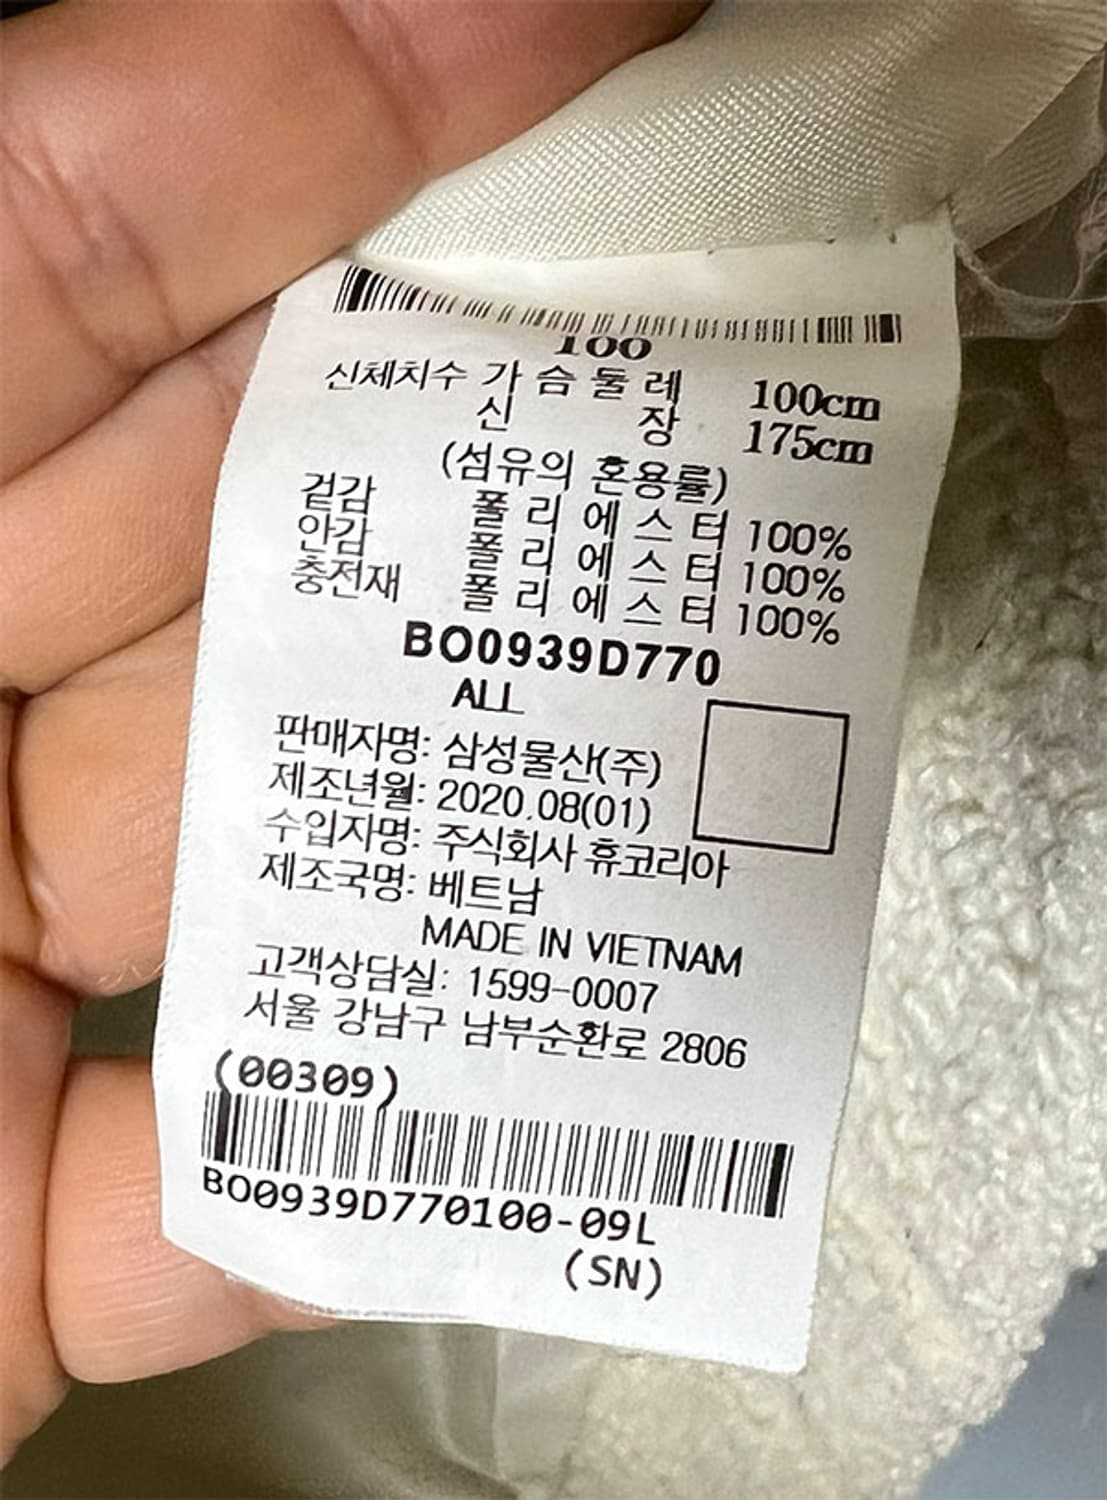 100
신체치수 가슴둘레 100cm
신장 175cm
(섬유의 혼용률)
겉감 폴리에스터 100%
안감 폴리에스터 100%
충전재 폴리에스터 100%
BO0939D770
ALL
판매자명: 삼성물산(주)
제조년월: 2020.08(01)
수입자명: 주식회사 휴코리아
제조국명: 베트남
MADE IN VIETNAM
고객상담실: 1599-0007
서울 강남구 남부순환로 2806
(00309)
BO0939D770100-09L
(SN)